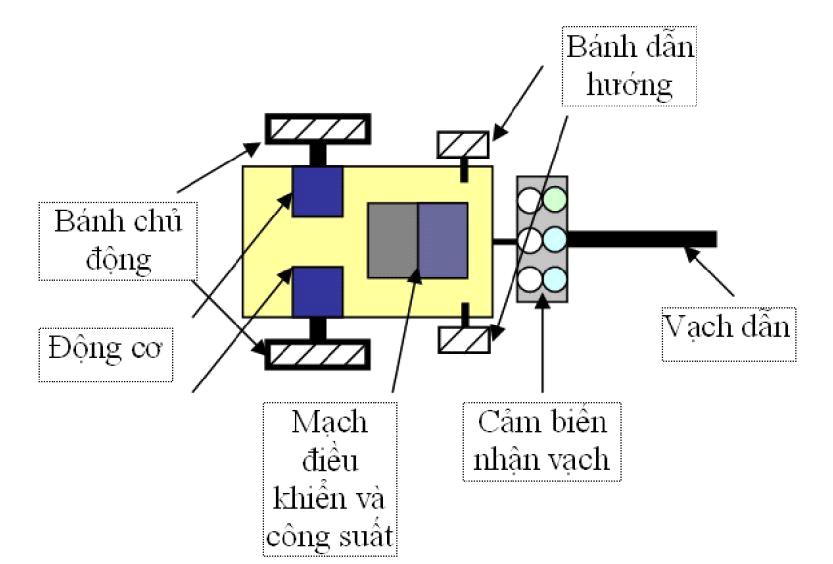 Bánh dẫn
hướng
Bánh chủ
động
Động cơ
Vạch dẫn
Mạch
điều
khiển và
công suất
Cảm biến
nhận vạch